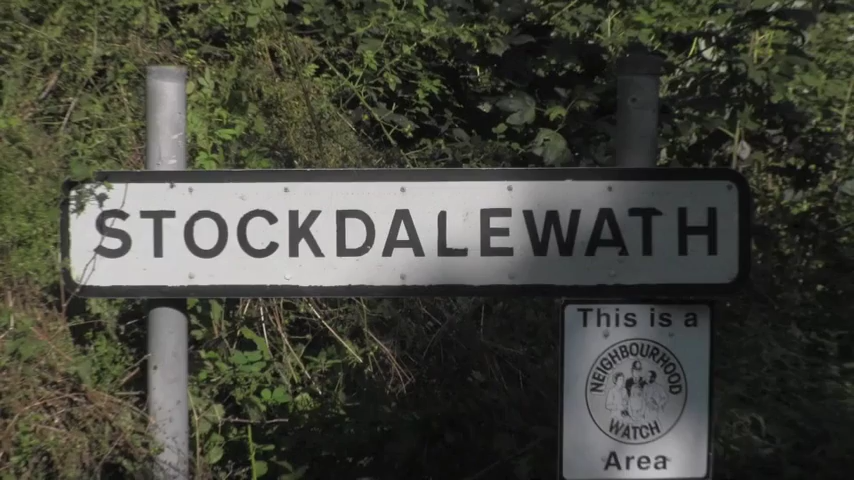 STOCKDALEWATH
This is a
NEIGHBOURHOOD
WATCH
Area